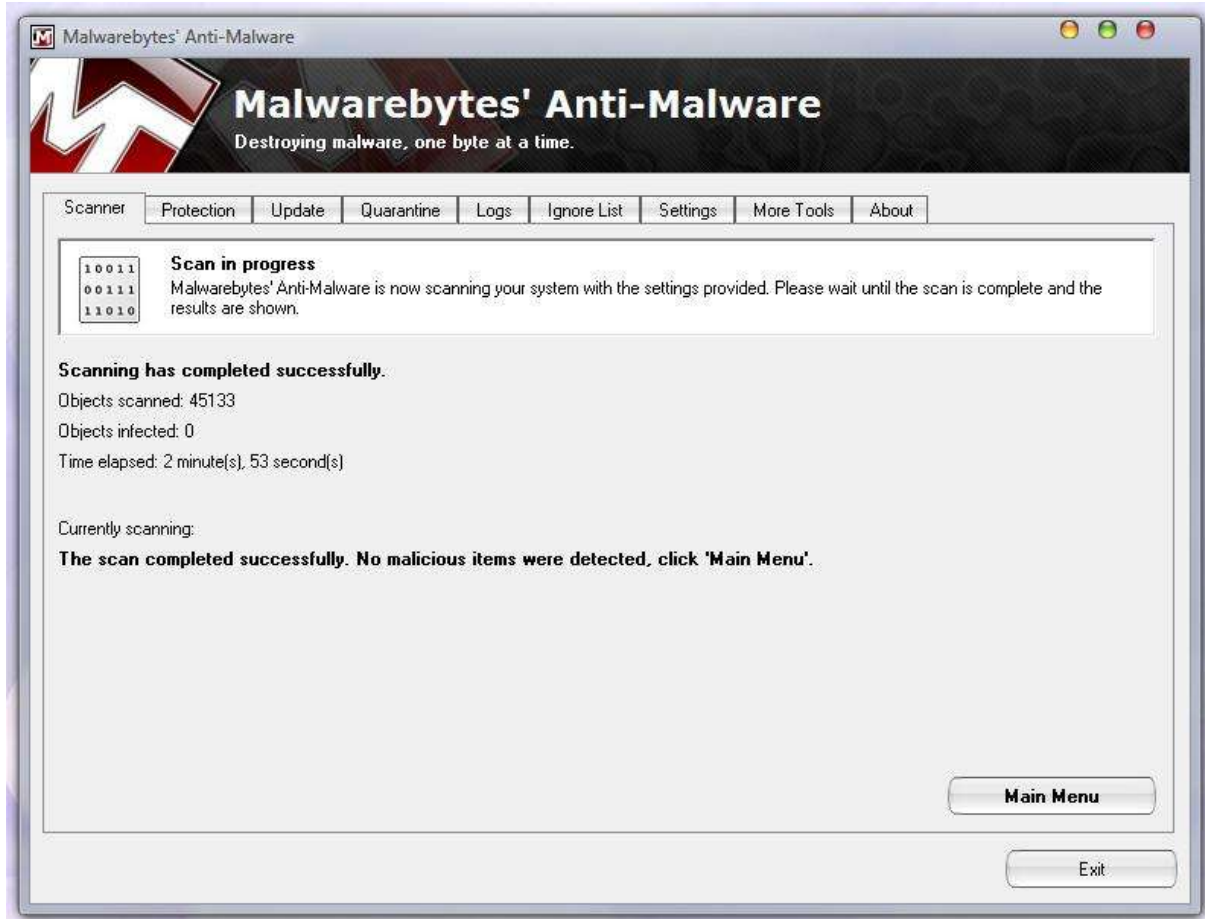 Malwarebytes' Anti-Malware
Malwarebytes' Anti-Malware
Destroying malware, one byte at a time.
Scanner Protection Update Quarantine Logs Ignore List Settings More Tools About
10011
00111
11010
Scan in progress
Malwarebytes' Anti-Malware is now scanning your system with the settings provided. Please wait until the scan is complete and the
results are shown.
Scanning has completed successfully.
Objects scanned: 45133
Objects infected: 0
Time elapsed: 2 minute(s), 53 second(s)
Currently scanning:
The scan completed successfully. No malicious items were detected, click 'Main Menu'.
Main Menu
Exit